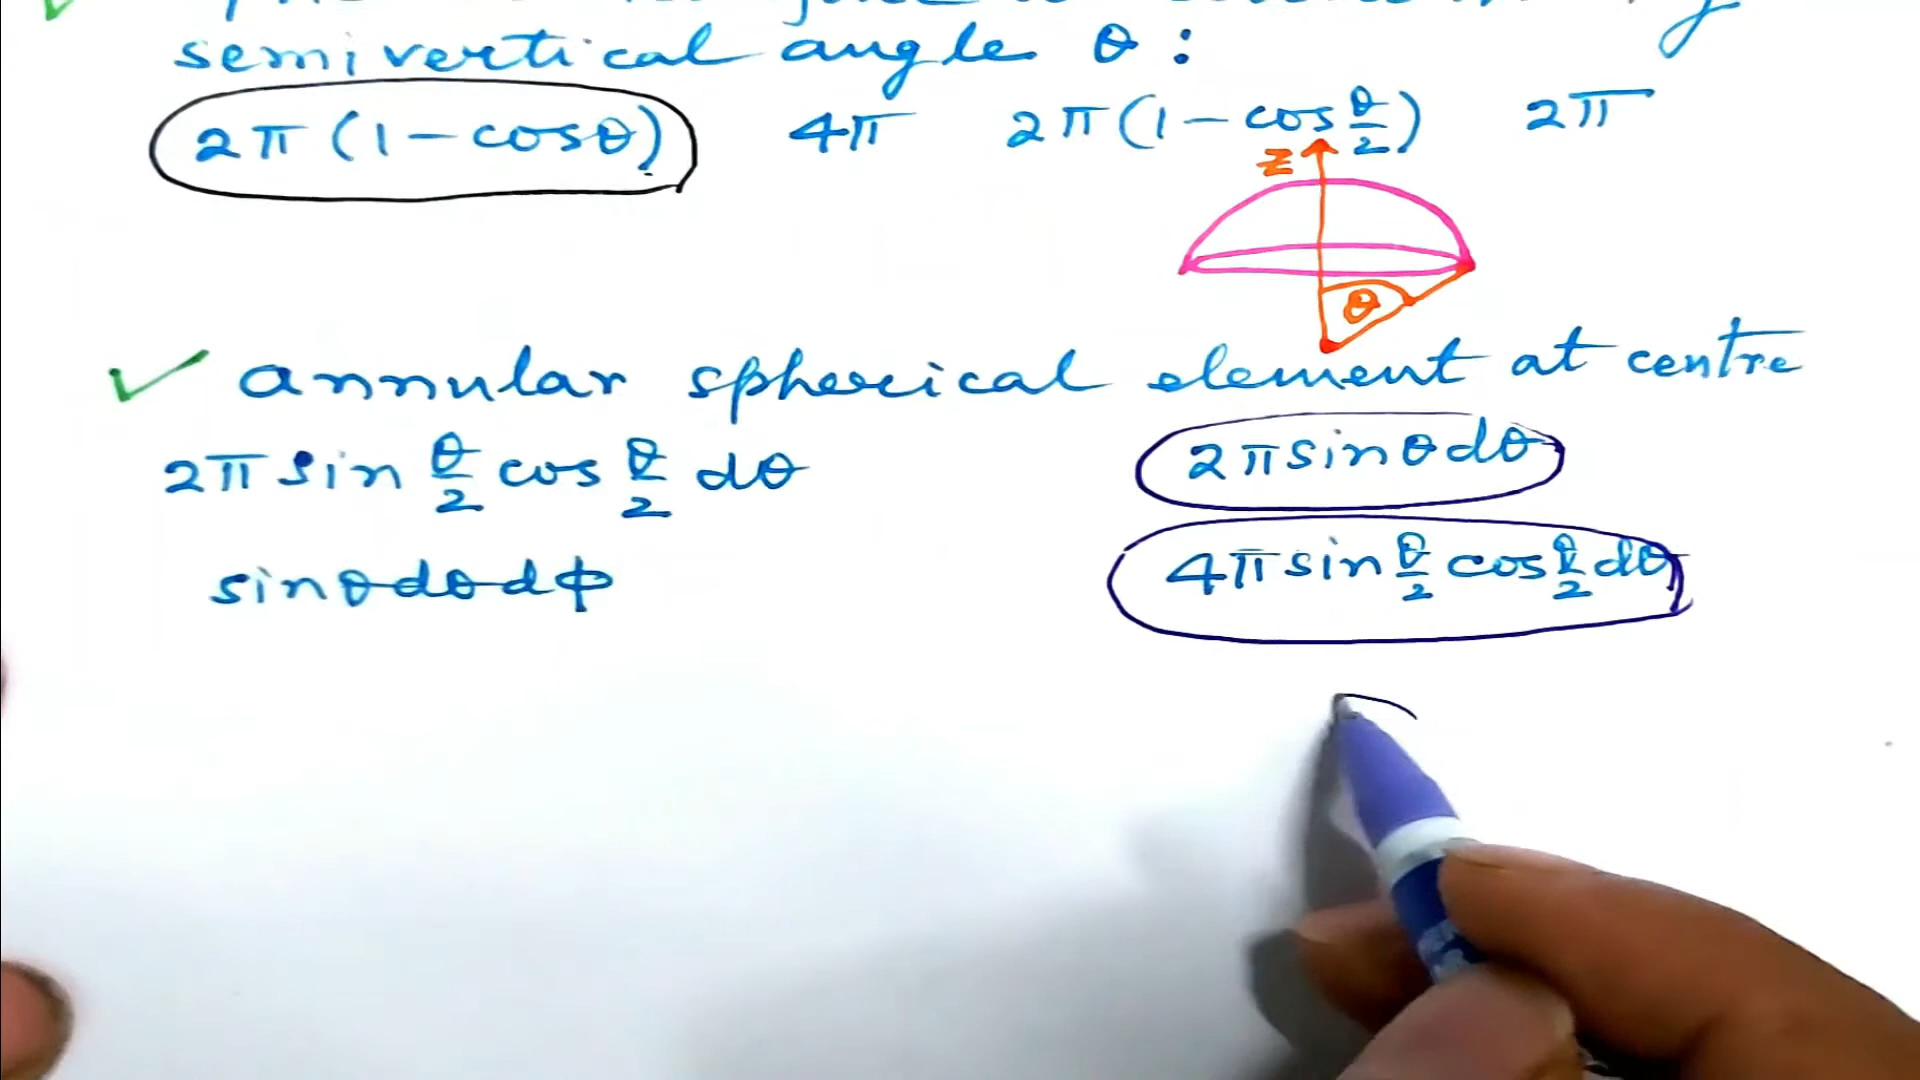 semivertical angle θ :
2π (1 - cosθ) 4π 2π(1 - cos θ/2) 2π
Z
θ
✓ annular spherical element at centre
2π sin θ/2 cos θ/2 dθ 2π sinθ dθ
sinθ dθ dϕ 4π sin θ/2 cos θ/2 dθ